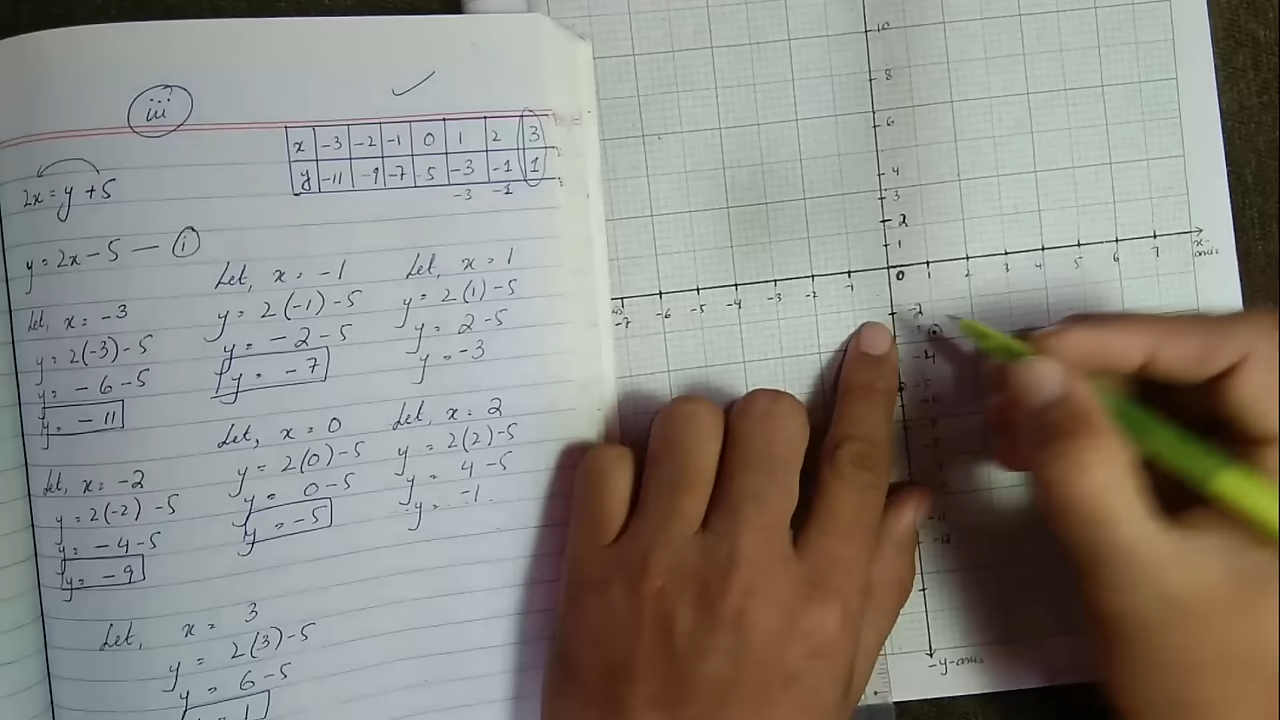 iii
x -3 -2 -1 0 1 2 3
y -11 -9 -7 -5 -3 -1 1
-3 -1
2x = y + 5
y = 2x - 5 — i
Let, x = -3
y = 2(-3) - 5
y = - 6 - 5
y = - 11
Let, x = -2
y = 2(-2) - 5
y = - 4 - 5
y = - 9
Let, x = -1
y = 2(-1) - 5
y = - 2 - 5
y = - 7
Let, x = 0
y = 2(0) - 5
y = 0 - 5
y = -5
Let, x = 1
y = 2(1) - 5
y = 2 - 5
y = -3
Let, x = 2
y = 2(2) - 5
y = 4 - 5
y = -1.
Let, x = 3
y = 2(3) - 5
y = 6 - 5
10
8
6
4
3
2
1
-7 -6 -5 -4 -3 -2 -1 0 1 2 3 4 5 6 7
x-axis
-2
-4
-5
-12
-y-axis